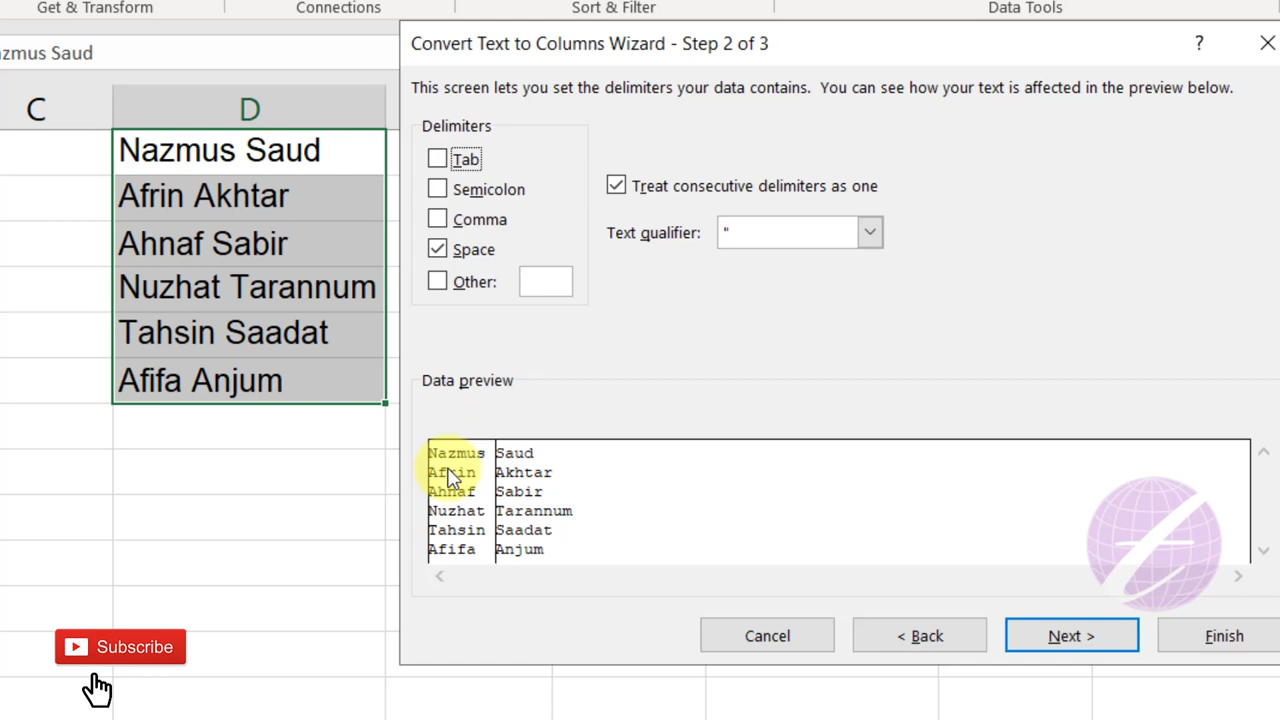 Get & Transform
Connections
Sort & Filter
Data Tools
zmus Saud
C
D
Nazmus Saud
Afrin Akhtar
Ahnaf Sabir
Nuzhat Tarannum
Tahsin Saadat
Afifa Anjum
Convert Text to Columns Wizard - Step 2 of 3
?
This screen lets you set the delimiters your data contains. You can see how your text is affected in the preview below.
Delimiters
Tab
Semicolon
Comma
Space
Other:
Treat consecutive delimiters as one
Text qualifier: "
Data preview
Nazmus Saud
Afrin Akhtar
Ahnaf Sabir
Nuzhat Tarannum
Tahsin Saadat
Afifa Anjum
Cancel
< Back
Next >
Finish
Subscribe